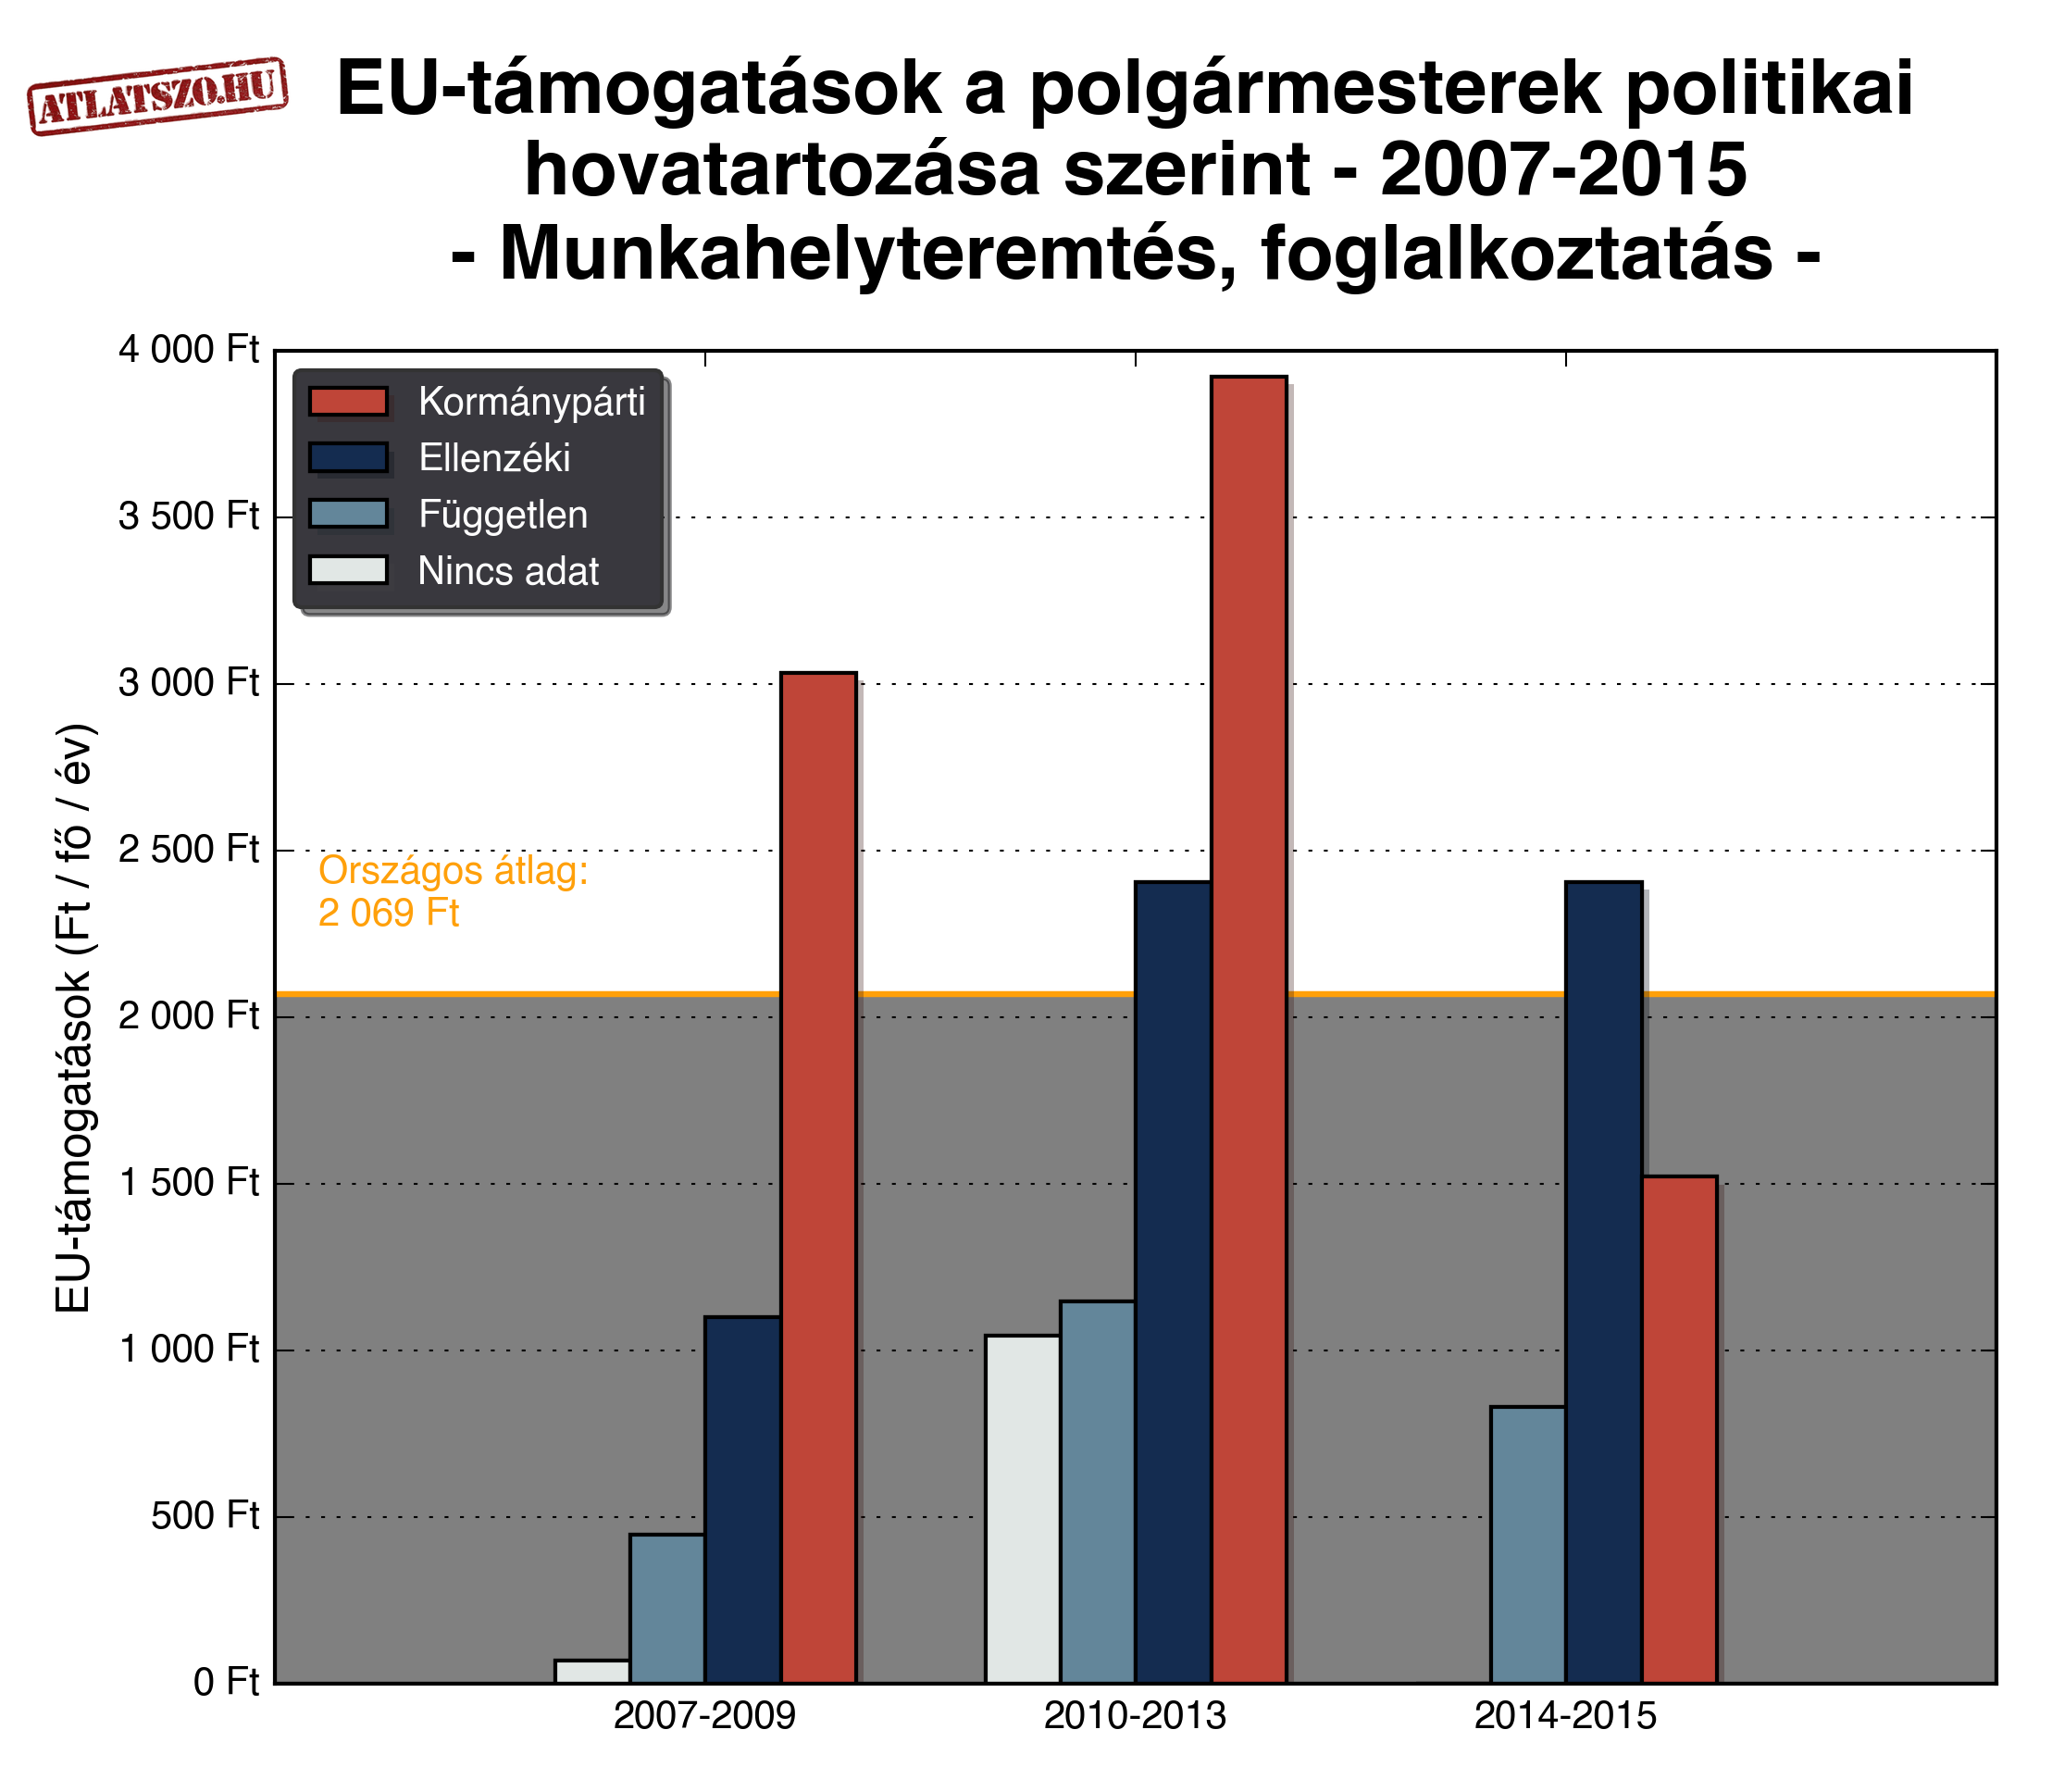 ATLATSZO.HU
EU-támogatások a polgármesterek politikai
hovatartozása szerint - 2007-2015
- Munkahelyteremtés, foglalkoztatás -
4 000 Ft
3 500 Ft
3 000 Ft
2 500 Ft
2 000 Ft
1 500 Ft
1 000 Ft
500 Ft
0 Ft
EU-támogatások (Ft / fő / év)
Kormánypárti
Ellenzéki
Független
Nincs adat
Országos átlag:
2 069 Ft
2007-2009
2010-2013
2014-2015